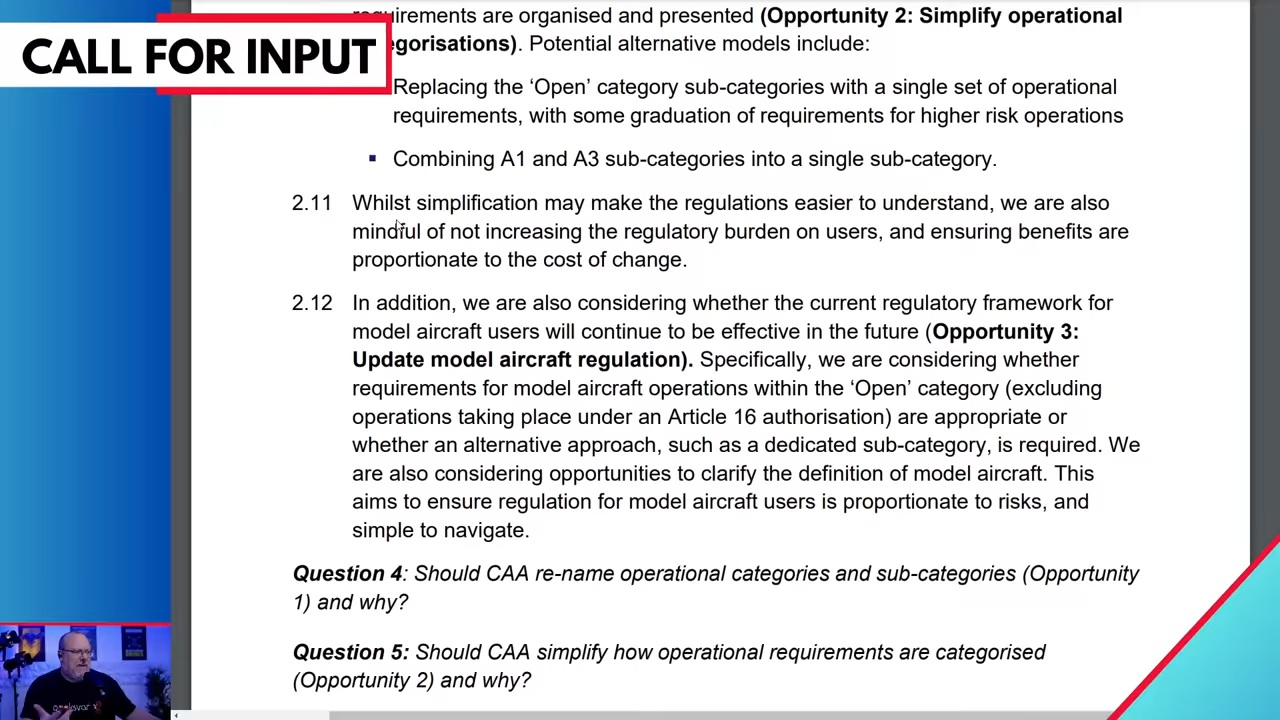 CALL FOR INPUT
requirements are organised and presented (Opportunity 2: Simplify operational
egorisations). Potential alternative models include:
Replacing the ‘Open’ category sub-categories with a single set of operational
requirements, with some graduation of requirements for higher risk operations
▪ Combining A1 and A3 sub-categories into a single sub-category.
2.11 Whilst simplification may make the regulations easier to understand, we are also
mindful of not increasing the regulatory burden on users, and ensuring benefits are
proportionate to the cost of change.
2.12 In addition, we are also considering whether the current regulatory framework for
model aircraft users will continue to be effective in the future (Opportunity 3:
Update model aircraft regulation). Specifically, we are considering whether
requirements for model aircraft operations within the ‘Open’ category (excluding
operations taking place under an Article 16 authorisation) are appropriate or
whether an alternative approach, such as a dedicated sub-category, is required. We
are also considering opportunities to clarify the definition of model aircraft. This
aims to ensure regulation for model aircraft users is proportionate to risks, and
simple to navigate.
Question 4: Should CAA re-name operational categories and sub-categories (Opportunity
1) and why?
Question 5: Should CAA simplify how operational requirements are categorised
(Opportunity 2) and why?